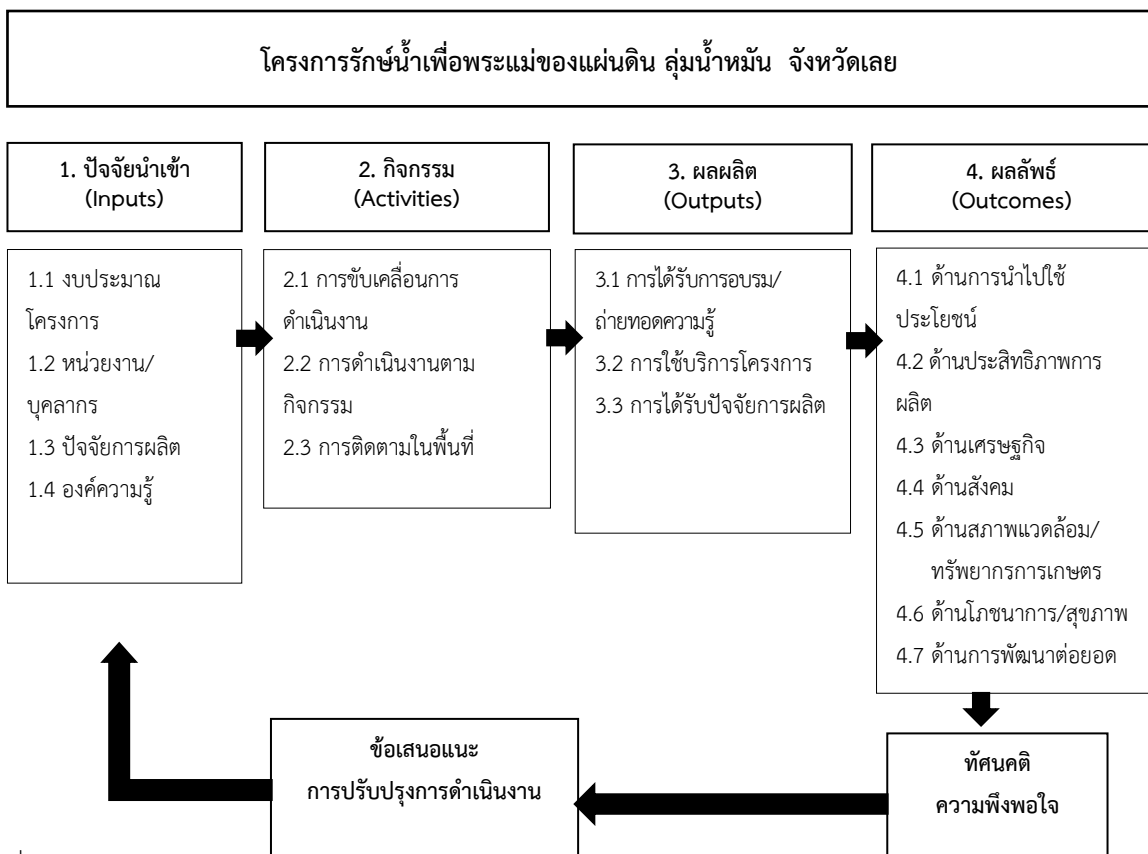 โครงการรักษ์น้ำเพื่อพระแม่ของแผ่นดิน ลุ่มน้ำหมัน จังหวัดเลย
1. ปัจจัยนำเข้า
(Inputs)
2. กิจกรรม
(Activities)
3. ผลผลิต
(Outputs)
4. ผลลัพธ์
(Outcomes)
1.1 งบประมาณ
โครงการ
1.2 หน่วยงาน/
บุคลากร
1.3 ปัจจัยการผลิต
1.4 องค์ความรู้
2.1 การขับเคลื่อนการ
ดำเนินงาน
2.2 การดำเนินงานตาม
กิจกรรม
2.3 การติดตามในพื้นที่
3.1 การได้รับการอบรม/
ถ่ายทอดความรู้
3.2 การใช้บริการโครงการ
3.3 การได้รับปัจจัยการผลิต
4.1 ด้านการนำไปใช้
ประโยชน์
4.2 ด้านประสิทธิภาพการ
ผลิต
4.3 ด้านเศรษฐกิจ
4.4 ด้านสังคม
4.5 ด้านสภาพแวดล้อม/
ทรัพยากรการเกษตร
4.6 ด้านโภชนาการ/สุขภาพ
4.7 ด้านการพัฒนาต่อยอด
ข้อเสนอแนะ
การปรับปรุงการดำเนินงาน
ทัศนคติ
ความพึงพอใจ